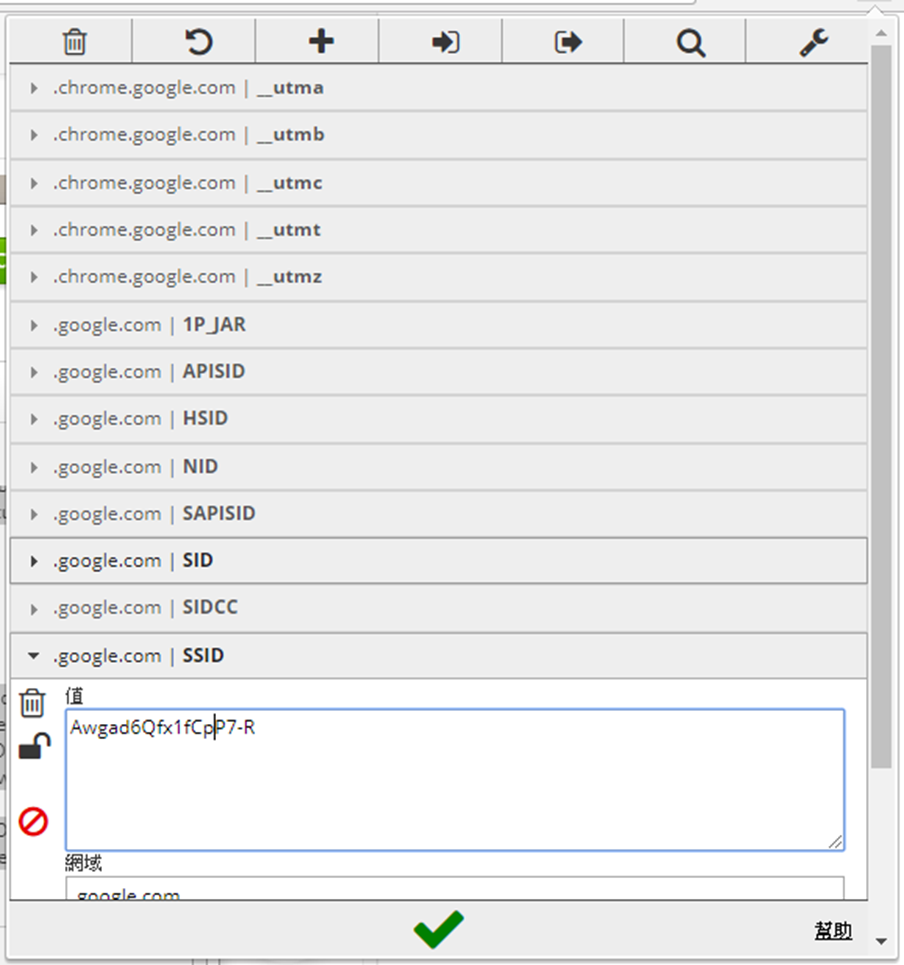 .chrome.google.com | __utma
.chrome.google.com | __utmb
.chrome.google.com | __utmc
.chrome.google.com | __utmt
.chrome.google.com | __utmz
.google.com | 1P_JAR
.google.com | APISID
.google.com | HSID
.google.com | NID
.google.com | SAPISID
.google.com | SID
.google.com | SIDCC
.google.com | SSID
值
Awgad6Qfx1fCpP7-R
網域
.google.com
幫助